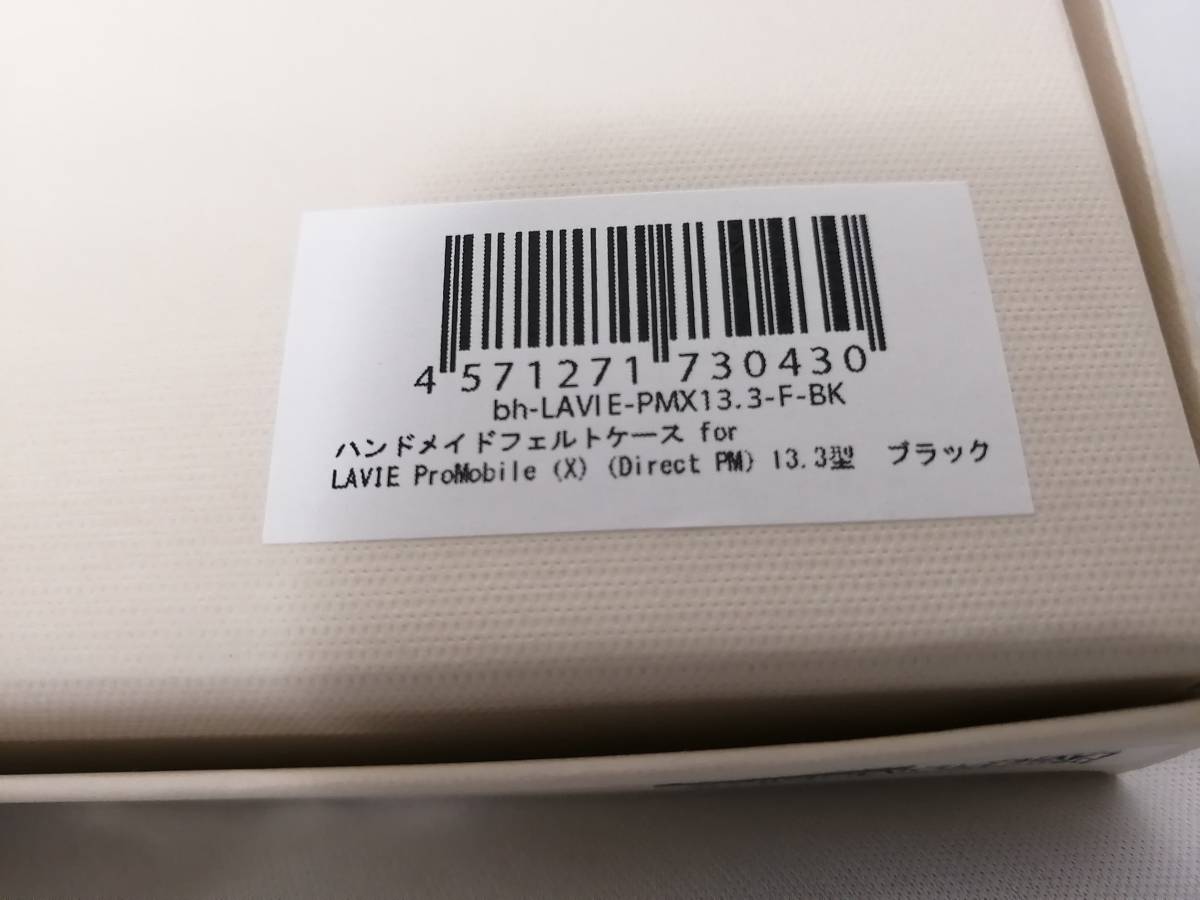 4 571271 730430
bh-LAVIE-PMX13.3-F-BK
ハンドメイドフェルトケース for
LAVIE ProMobile (X) (Direct PM) 13.3型　ブラック